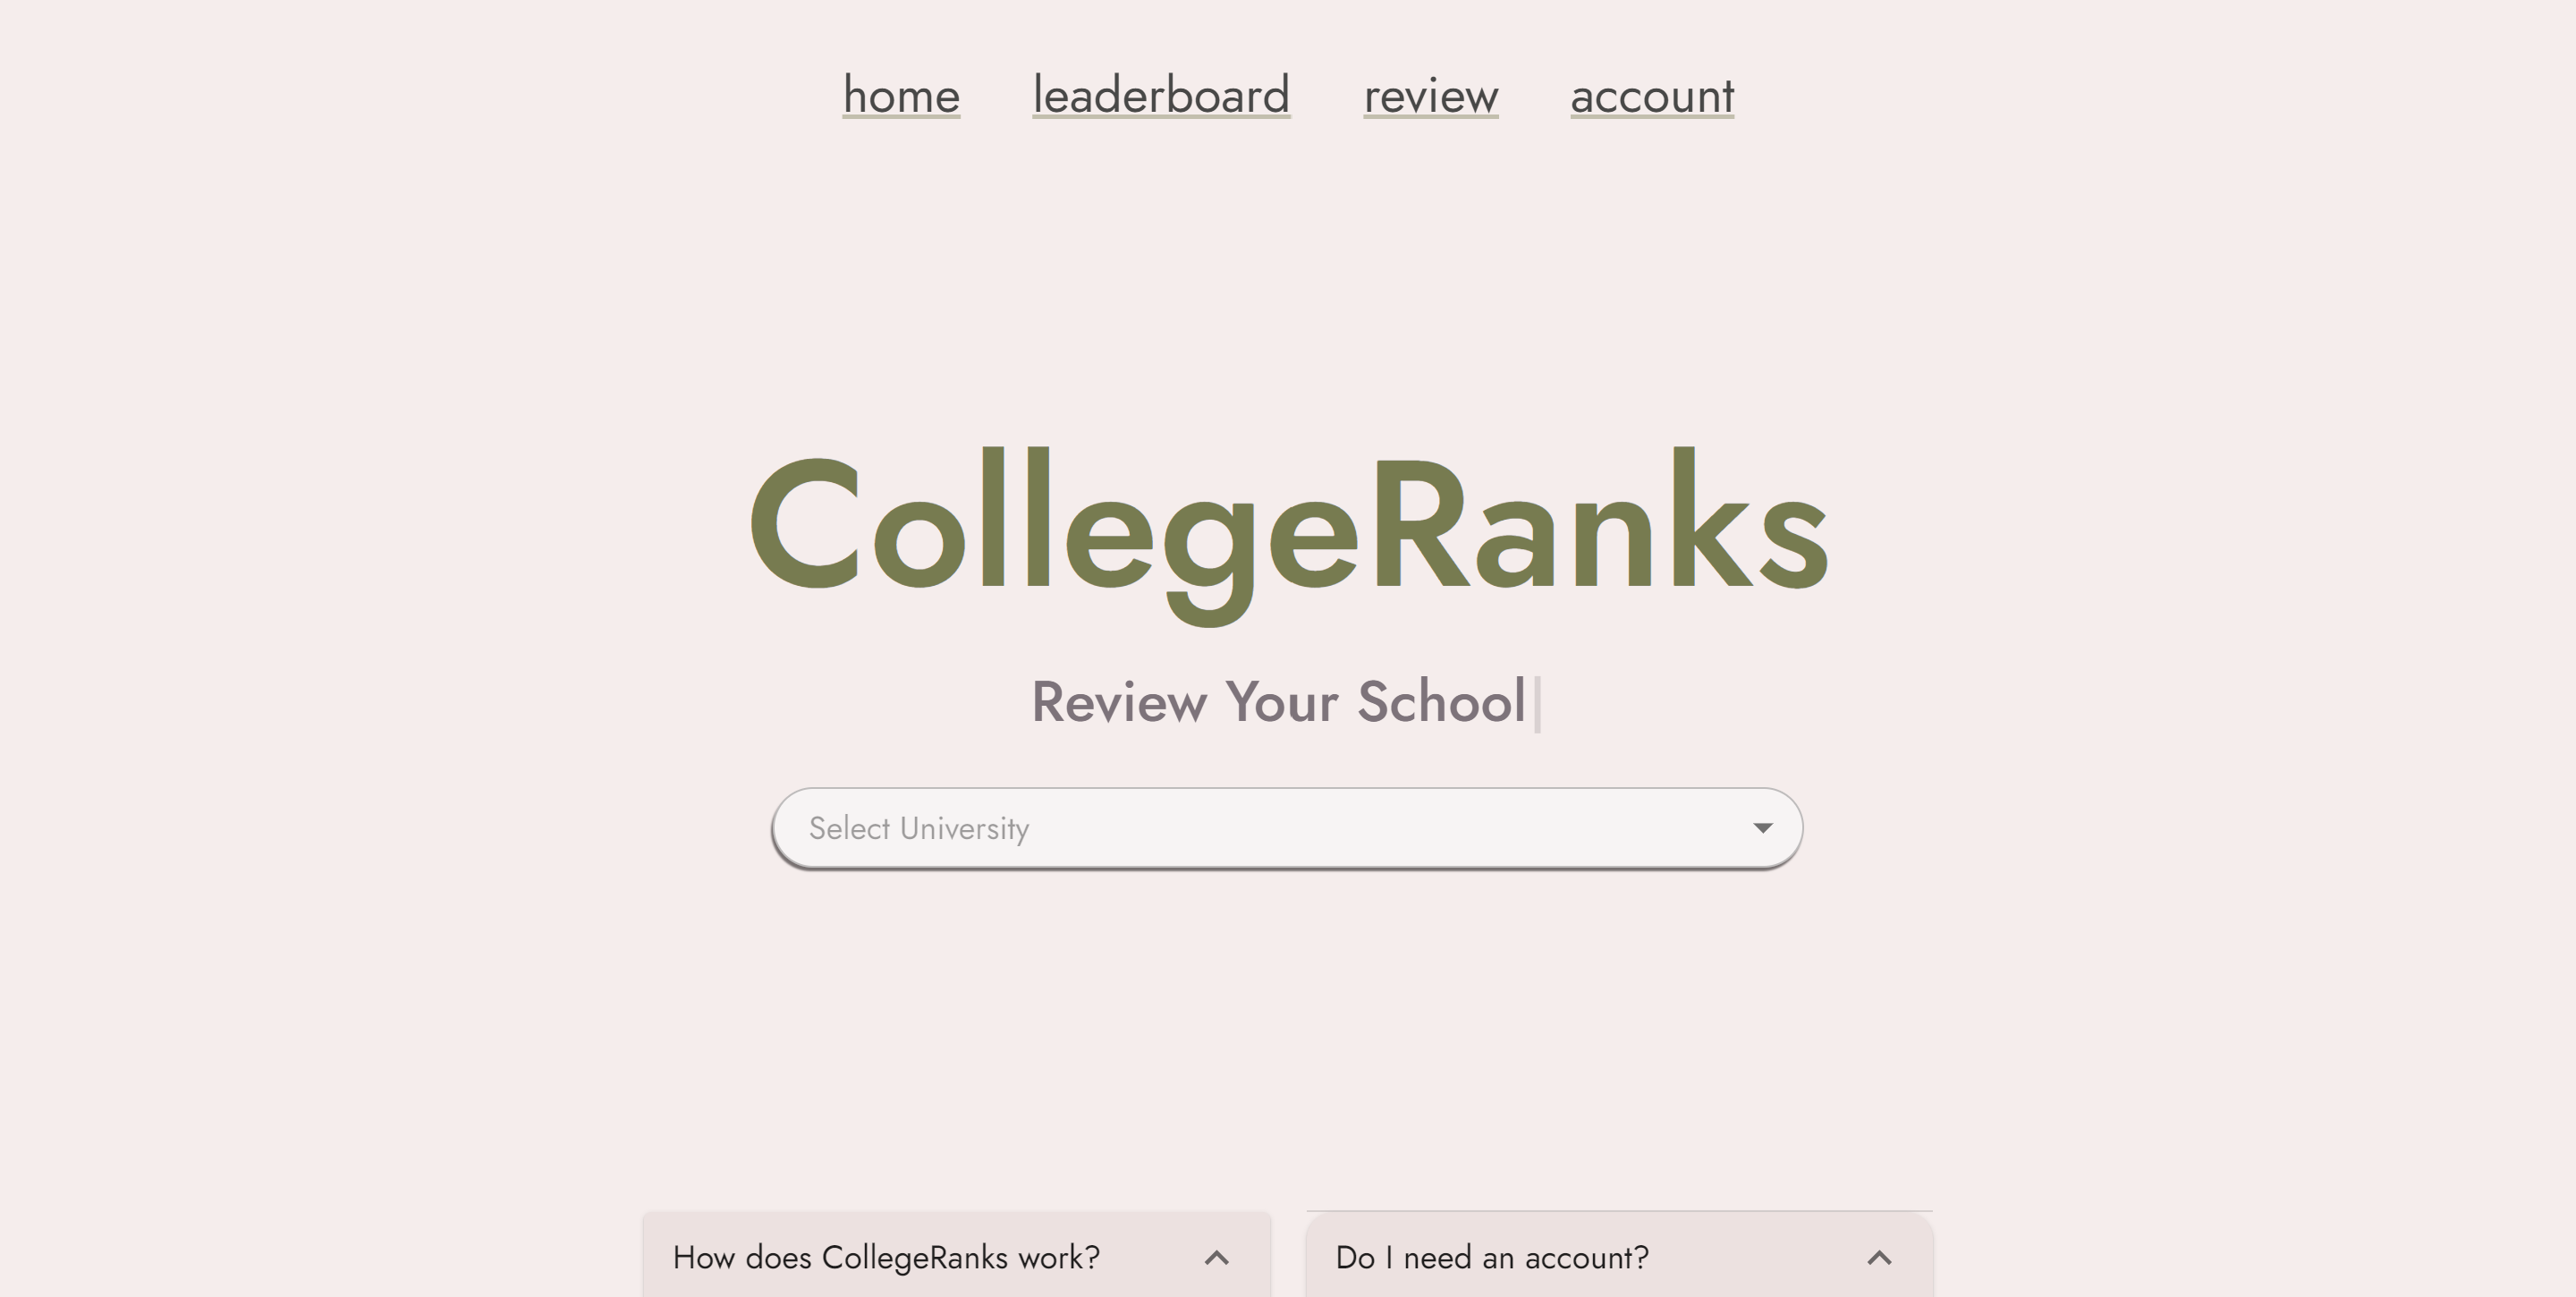 home leaderboard review account
CollegeRanks
Review Your School
Select University
How does CollegeRanks work?
Do I need an account?